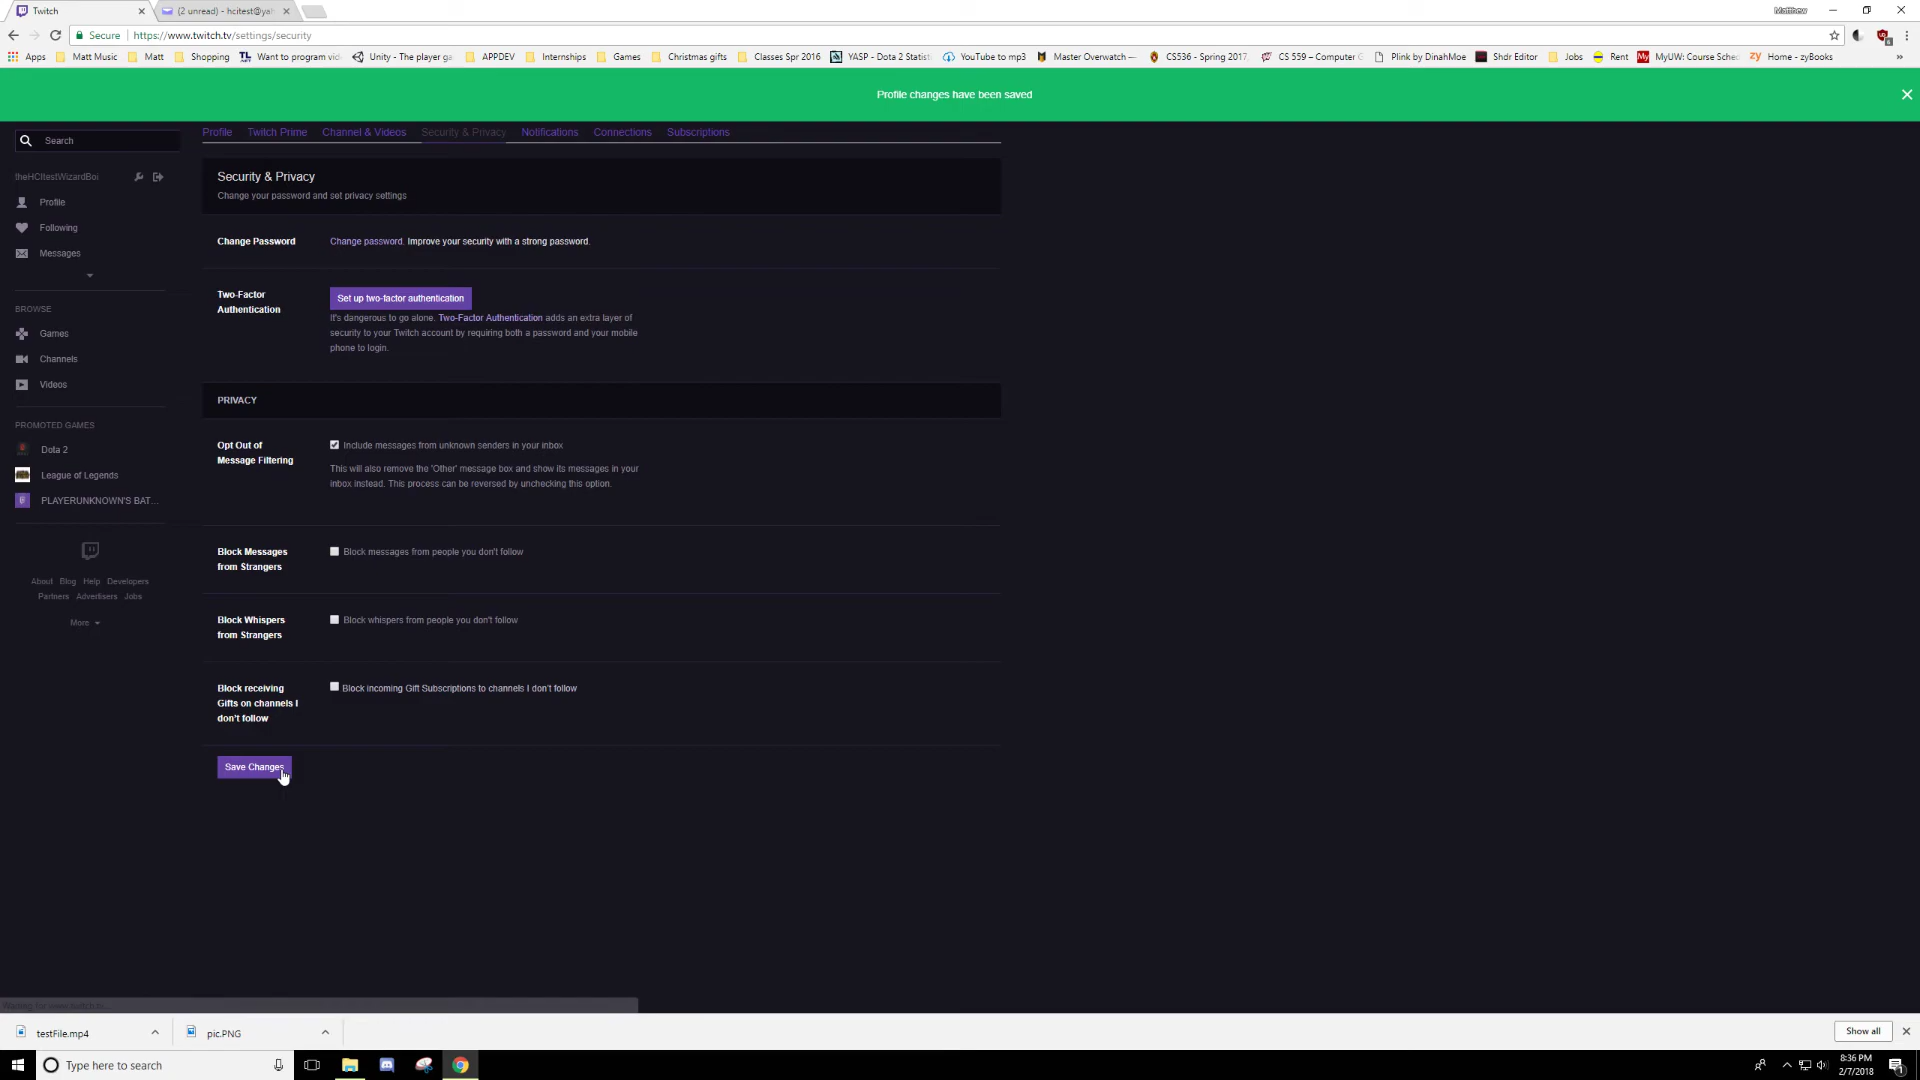 Twitch
(2 unread) - hcitest@yah
Matthew
Secure
https://www.twitch.tv/settings/security
Apps
Matt Music
Matt
Shopping
Want to program vid
Unity - The player ga
APPDEV
Internships
Games
Christmas gifts
Classes Spr 2016
YASP - Dota 2 Statist
YouTube to mp3
Master Overwatch —
CS536 - Spring 2017
CS 559 – Computer G
Plink by DinahMoe
Shdr Editor
Jobs
Rent
MyUW: Course Sched
Home - zyBooks
Profile changes have been saved
Search
Profile
Twitch Prime
Channel & Videos
Security & Privacy
Notifications
Connections
Subscriptions
theHCItestWizardBoi
Profile
Following
Messages
BROWSE
Games
Channels
Videos
PROMOTED GAMES
Dota 2
League of Legends
PLAYERUNKNOWN'S BAT...
About Blog Help Developers
Partners Advertisers Jobs
More
Security & Privacy
Change your password and set privacy settings
Change Password
Change password. Improve your security with a strong password.
Two-Factor
Authentication
Set up two-factor authentication
It's dangerous to go alone. Two-Factor Authentication adds an extra layer of
security to your Twitch account by requiring both a password and your mobile
phone to login.
PRIVACY
Opt Out of
Message Filtering
Include messages from unknown senders in your inbox
This will also remove the 'Other' message box and show its messages in your
inbox instead. This process can be reversed by unchecking this option.
Block Messages
from Strangers
Block messages from people you don't follow
Block Whispers
from Strangers
Block whispers from people you don't follow
Block receiving
Gifts on channels I
don't follow
Block incoming Gift Subscriptions to channels I don't follow
Save Changes
Waiting for www.twitch.tv...
testFile.mp4
pic.PNG
Show all
Type here to search
8:36 PM
2/7/2018